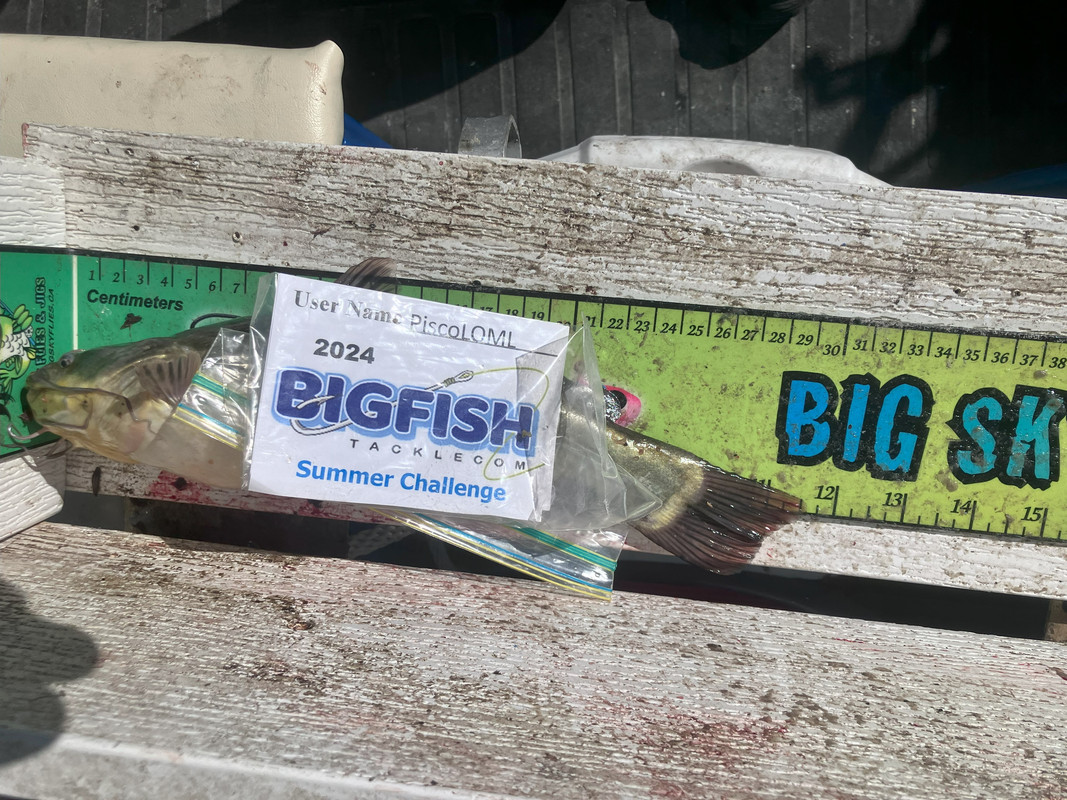 1 2 3 4 5 6 7
Centimeters
18 19 21 22 23 24 25 26 27 28 29 30 31 32 33 34 35 36 37 38
User Name PiscoLOML
2024
BIGFISH
TACKLE.COM
Summer Challenge
BIG SK
12 13 14 15